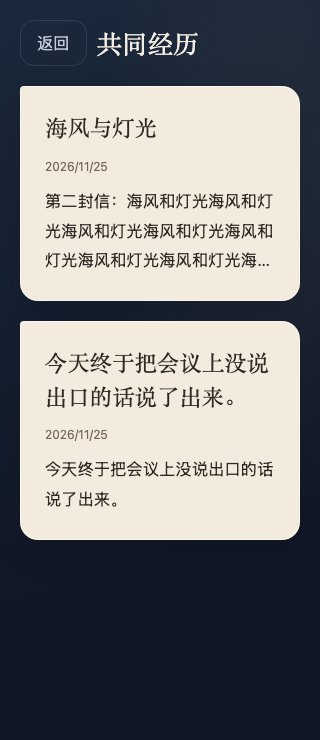 返回
共同经历
海风与灯光
2026/11/25
第二封信：海风和灯光海风和灯
光海风和灯光海风和灯光海风和
灯光海风和灯光海风和灯光海...
今天终于把会议上没说
出口的话说了出来。
2026/11/25
今天终于把会议上没说出口的话
说了出来。